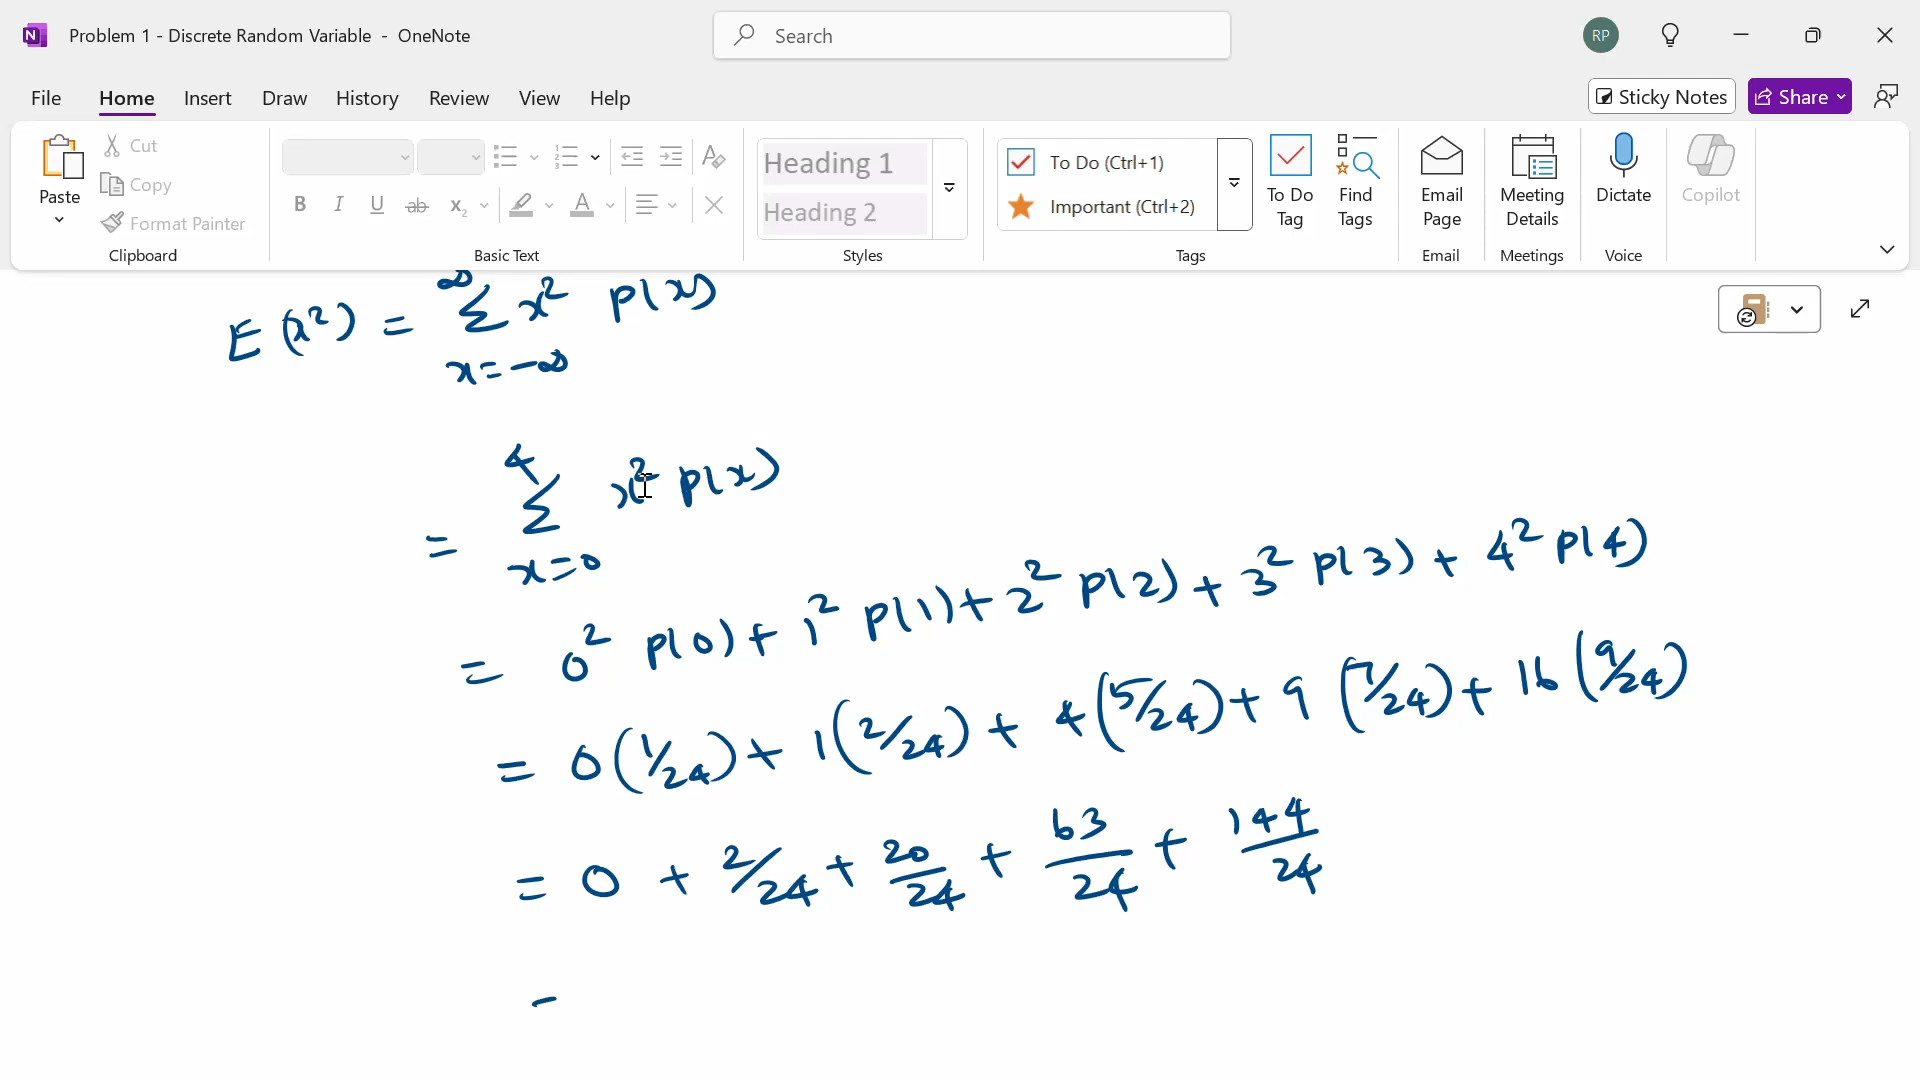 Problem 1 - Discrete Random Variable - OneNote
Search
RP
File Home Insert Draw History Review View Help
Sticky Notes Share
Paste
Cut
Copy
Format Painter
Clipboard
B I U ab x₂ A
Basic Text
Heading 1
Heading 2
Styles
To Do (Ctrl+1)
Important (Ctrl+2)
To Do Tag
Find Tags
Tags
Email Page
Email
Meeting Details
Meetings
Dictate
Voice
Copilot
E(x²) = ∞ Σ x=-∞ x² p(x)
= 4 Σ x=0 x² p(x)
= 0² p(0) + 1² p(1) + 2² p(2) + 3² p(3) + 4² p(4)
= 0(1/24) + 1(2/24) + 4(5/24) + 9(7/24) + 16(9/24)
= 0 + 2/24 + 20/24 + 63/24 + 144/24
-